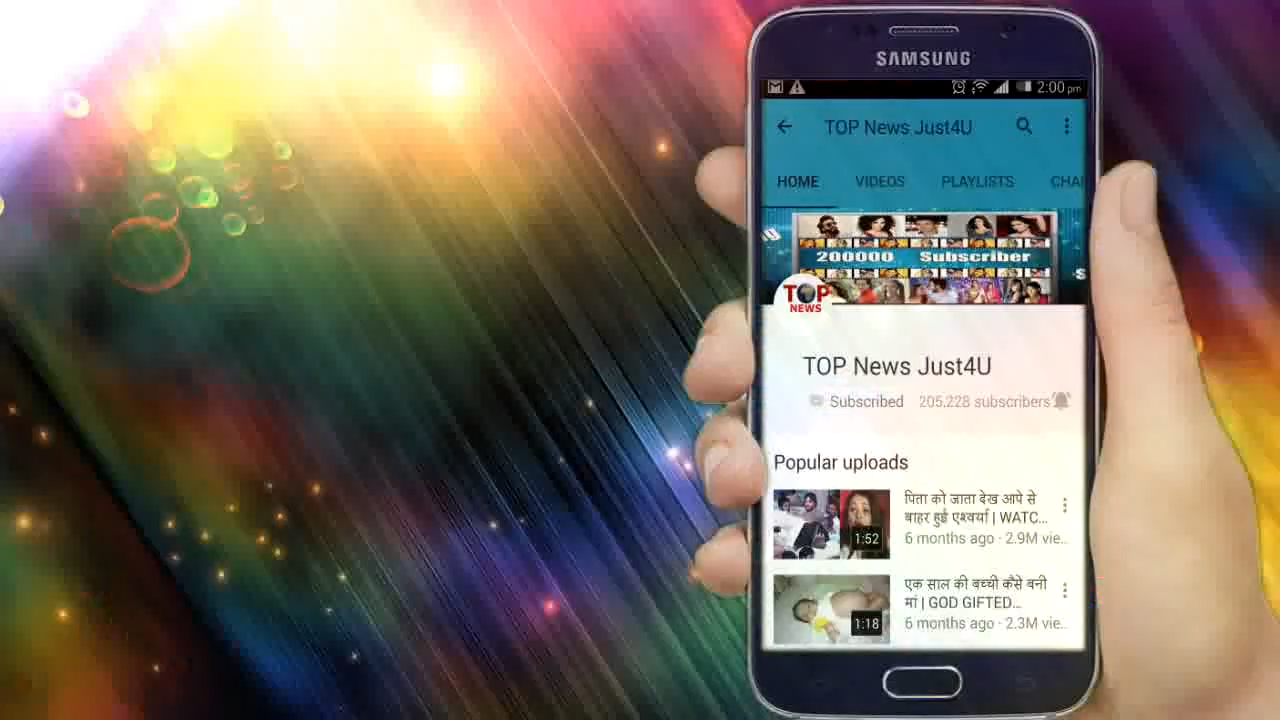 SAMSUNG
2:00 pm
TOP News Just4U
HOME VIDEOS PLAYLISTS CHA
200000 Subscriber
TOP
NEWS
TOP News Just4U
Subscribed 205,228 subscribers
Popular uploads
पिता को जाता देख आपे से
बाहर हुई एश्वर्या | WATC...
6 months ago · 2.9M vie...
1:52
एक साल की बच्ची कैसे बनी
मां | GOD GIFTED...
6 months ago · 2.3M vie...
1:18